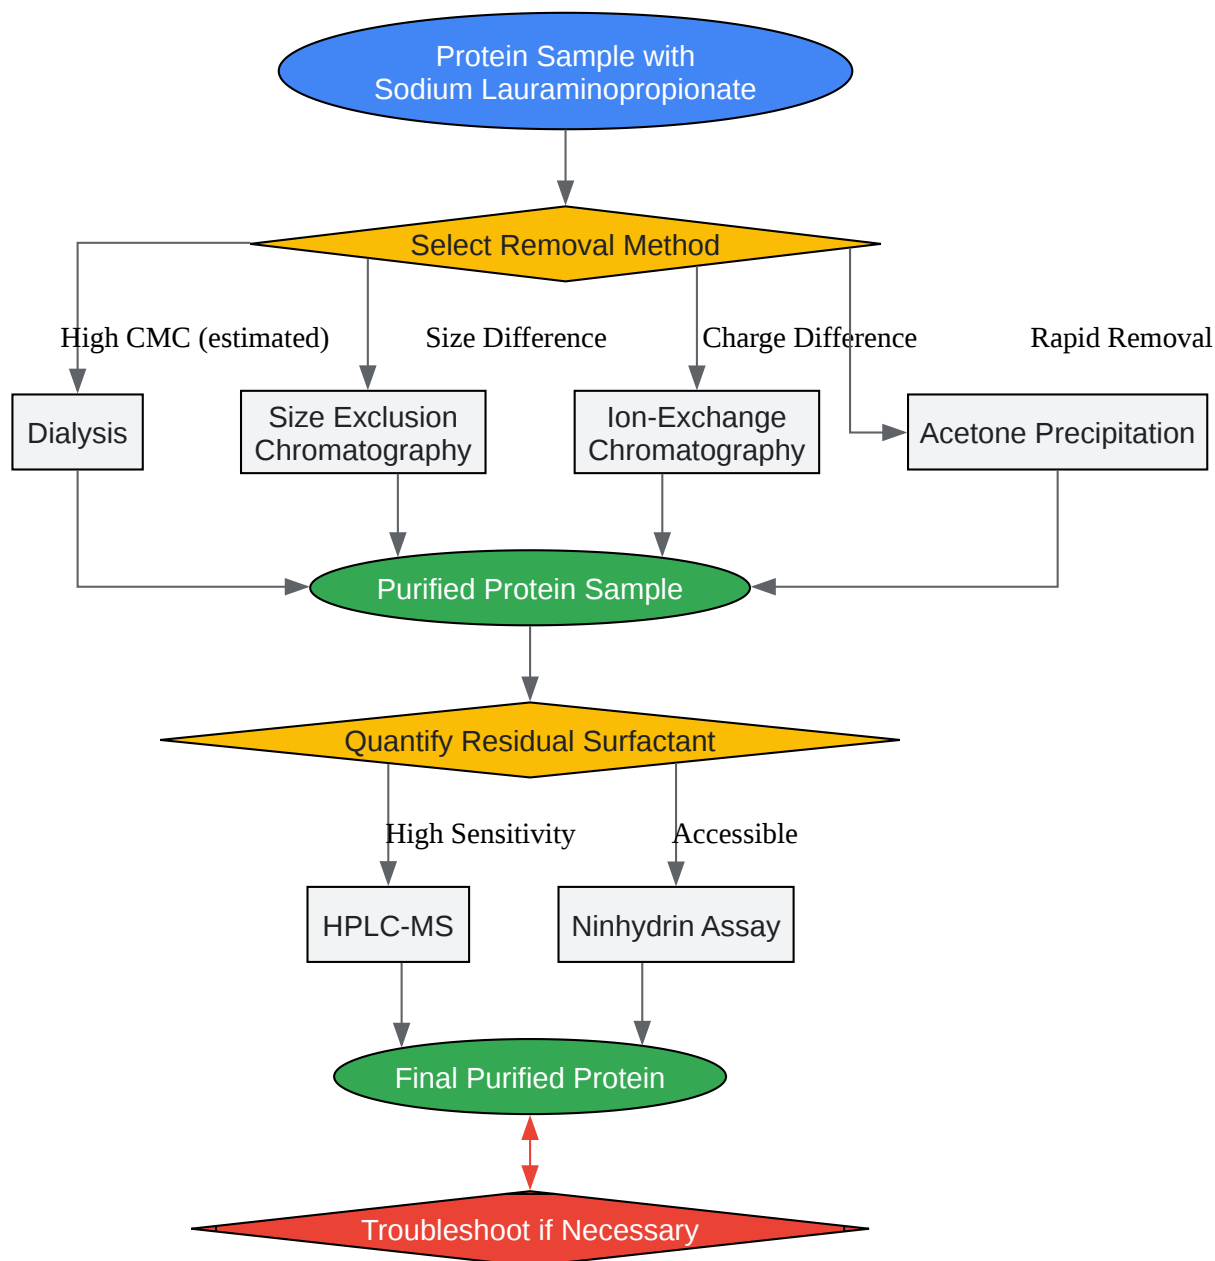 Protein Sample with
Sodium Lauraminopropionate
Select Removal Method
High CMC (estimated)
Size Difference
Charge Difference
Rapid Removal
Dialysis
Size Exclusion
Chromatography
Ion-Exchange
Chromatography
Acetone Precipitation
Purified Protein Sample
Quantify Residual Surfactant
High Sensitivity
Accessible
HPLC-MS
Ninhydrin Assay
Final Purified Protein
Troubleshoot if Necessary